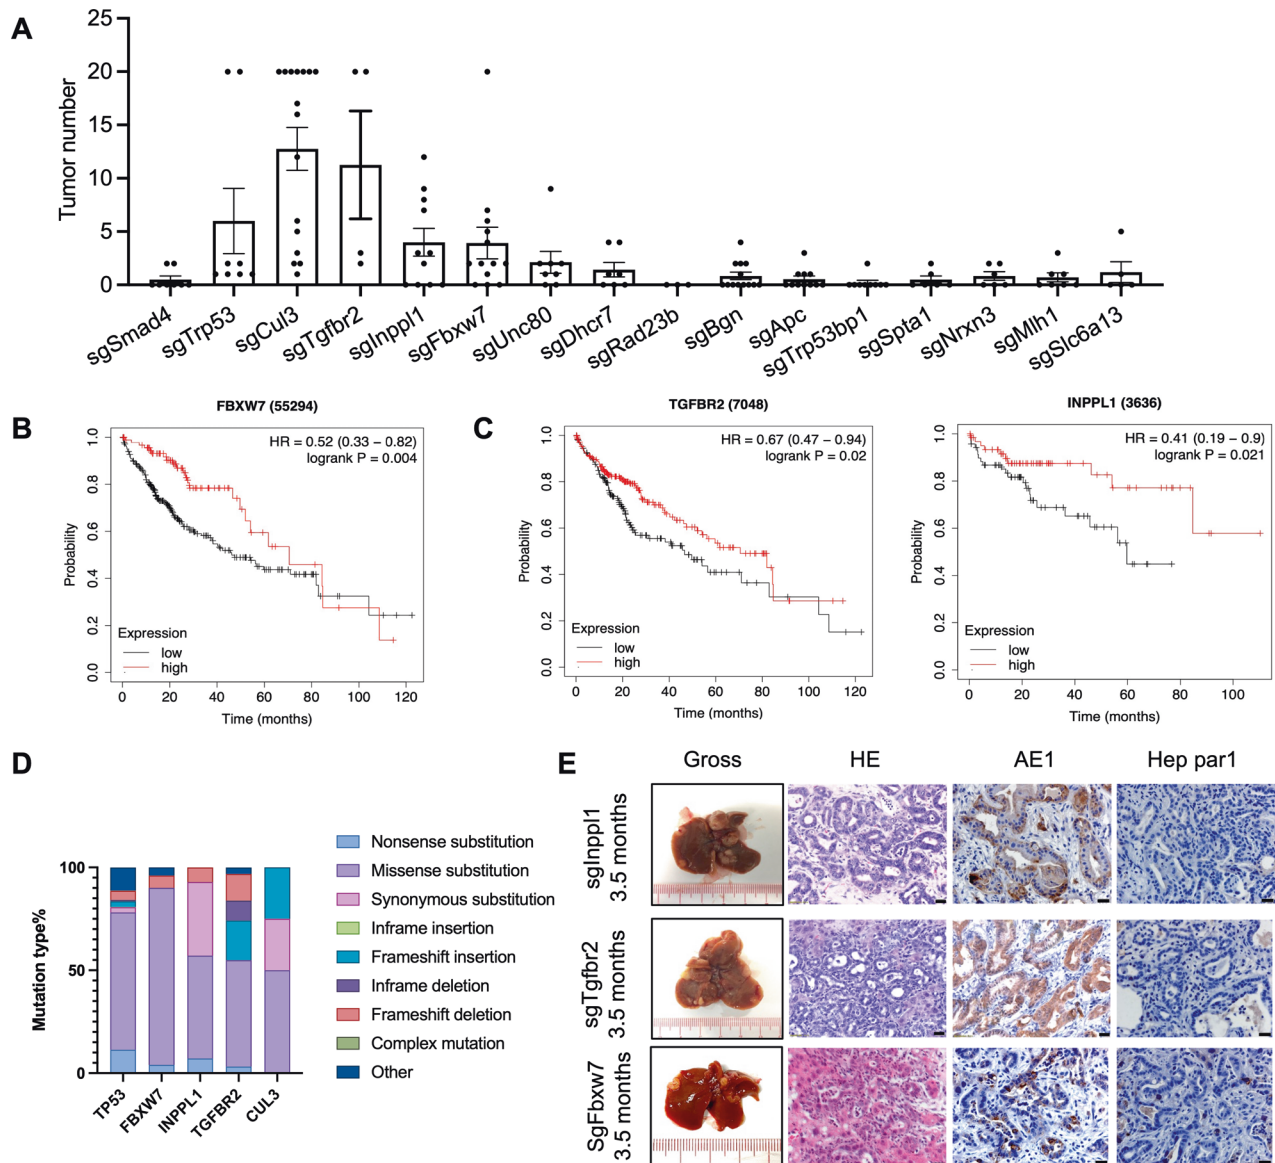 A
25
20
15
10
5
0
Tumor number
sgSmad4
sgTrp53
sgCul3
sgTgfbr2
sgInppl1
sgFbxw7
sgUnc80
sgDhcr7
sgRad23b
sgBgn
sgApc
sgTrp53bp1
sgSpta1
sgNrxn3
sgMlh1
sgSlc6a13
B
FBXW7 (55294)
HR = 0.52 (0.33 – 0.82)
logrank P = 0.004
1.0
0.8
0.6
0.4
0.2
0.0
Probability
Expression
low
high
0 20 40 60 80 100 120
Time (months)
C
TGFBR2 (7048)
HR = 0.67 (0.47 – 0.94)
logrank P = 0.02
1.0
0.8
0.6
0.4
0.2
0.0
Probability
Expression
low
high
0 20 40 60 80 100 120
Time (months)
INPPL1 (3636)
HR = 0.41 (0.19 – 0.9)
logrank P = 0.021
1.0
0.8
0.6
0.4
0.2
0.0
Probability
Expression
low
high
0 20 40 60 80 100
Time (months)
D
100
50
0
Mutation type%
TP53
FBXW7
INPPL1
TGFBR2
CUL3
Nonsense substitution
Missense substitution
Synonymous substitution
Inframe insertion
Frameshift insertion
Inframe deletion
Frameshift deletion
Complex mutation
Other
E
Gross HE AE1 Hep par1
sgInppl1
3.5 months
sgTgfbr2
3.5 months
SgFbxw7
3.5 months